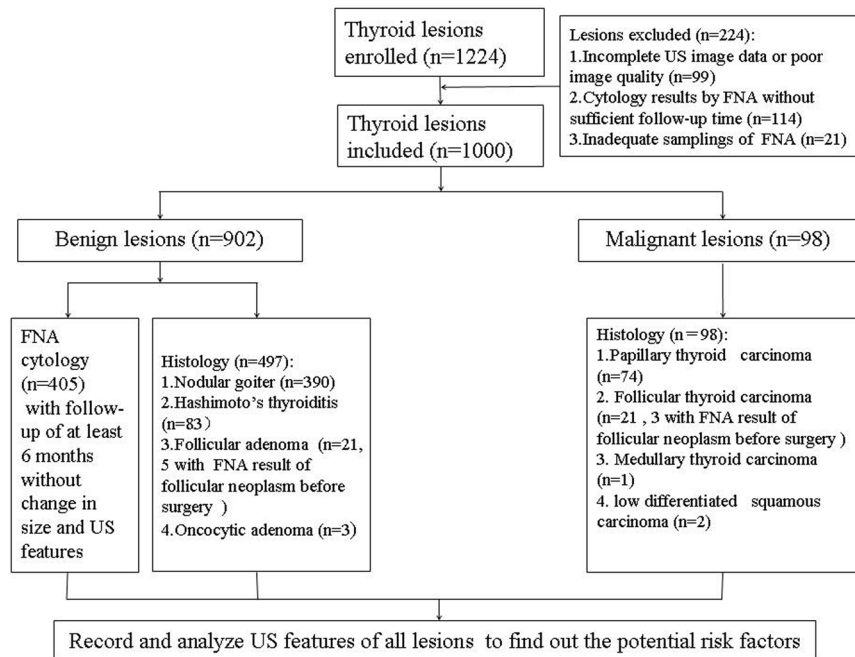 Thyroid lesions
enrolled (n=1224)
Lesions excluded (n=224):
1.Incomplete US image data or poor
image quality (n=99)
2.Cytology results by FNA without
sufficient follow-up time (n=114)
3.Inadequate samplings of FNA (n=21)
Thyroid lesions
included (n=1000)
Benign lesions (n=902)
Malignant lesions (n=98)
FNA
cytology
(n=405)
with follow-
up of at least
6 months
without
change in
size and US
features
Histology (n=497):
1.Nodular goiter (n=390)
2.Hashimoto's thyroiditis
(n=83)
3.Follicular adenoma (n=21,
5 with FNA result of
follicular neoplasm before
surgery )
4.Oncocytic adenoma (n=3)
Histology (n=98):
1.Papillary thyroid carcinoma
(n=74)
2. Follicular thyroid carcinoma
(n=21 , 3 with FNA result of
follicular neoplasm before surgery )
3. Medullary thyroid carcinoma
(n=1)
4. low differentiated squamous
carcinoma (n=2)
Record and analyze US features of all lesions to find out the potential risk factors